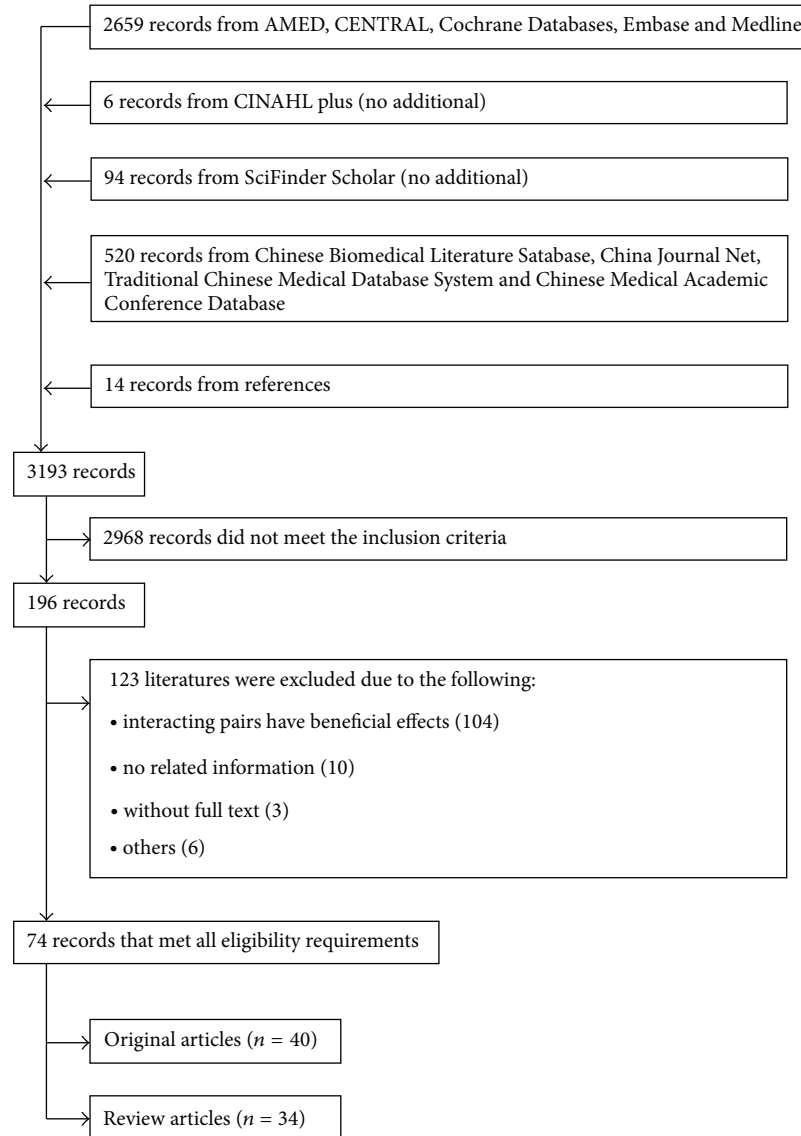 2659 records from AMED, CENTRAL, Cochrane Databases, Embase and Medline
6 records from CINAHL plus (no additional)
94 records from SciFinder Scholar (no additional)
520 records from Chinese Biomedical Literature Satabase, China Journal Net,
Traditional Chinese Medical Database System and Chinese Medical Academic
Conference Database
14 records from references
3193 records
2968 records did not meet the inclusion criteria
196 records
123 literatures were excluded due to the following:
• interacting pairs have beneficial effects (104)
• no related information (10)
• without full text (3)
• others (6)
74 records that met all eligibility requirements
Original articles (n = 40)
Review articles (n = 34)